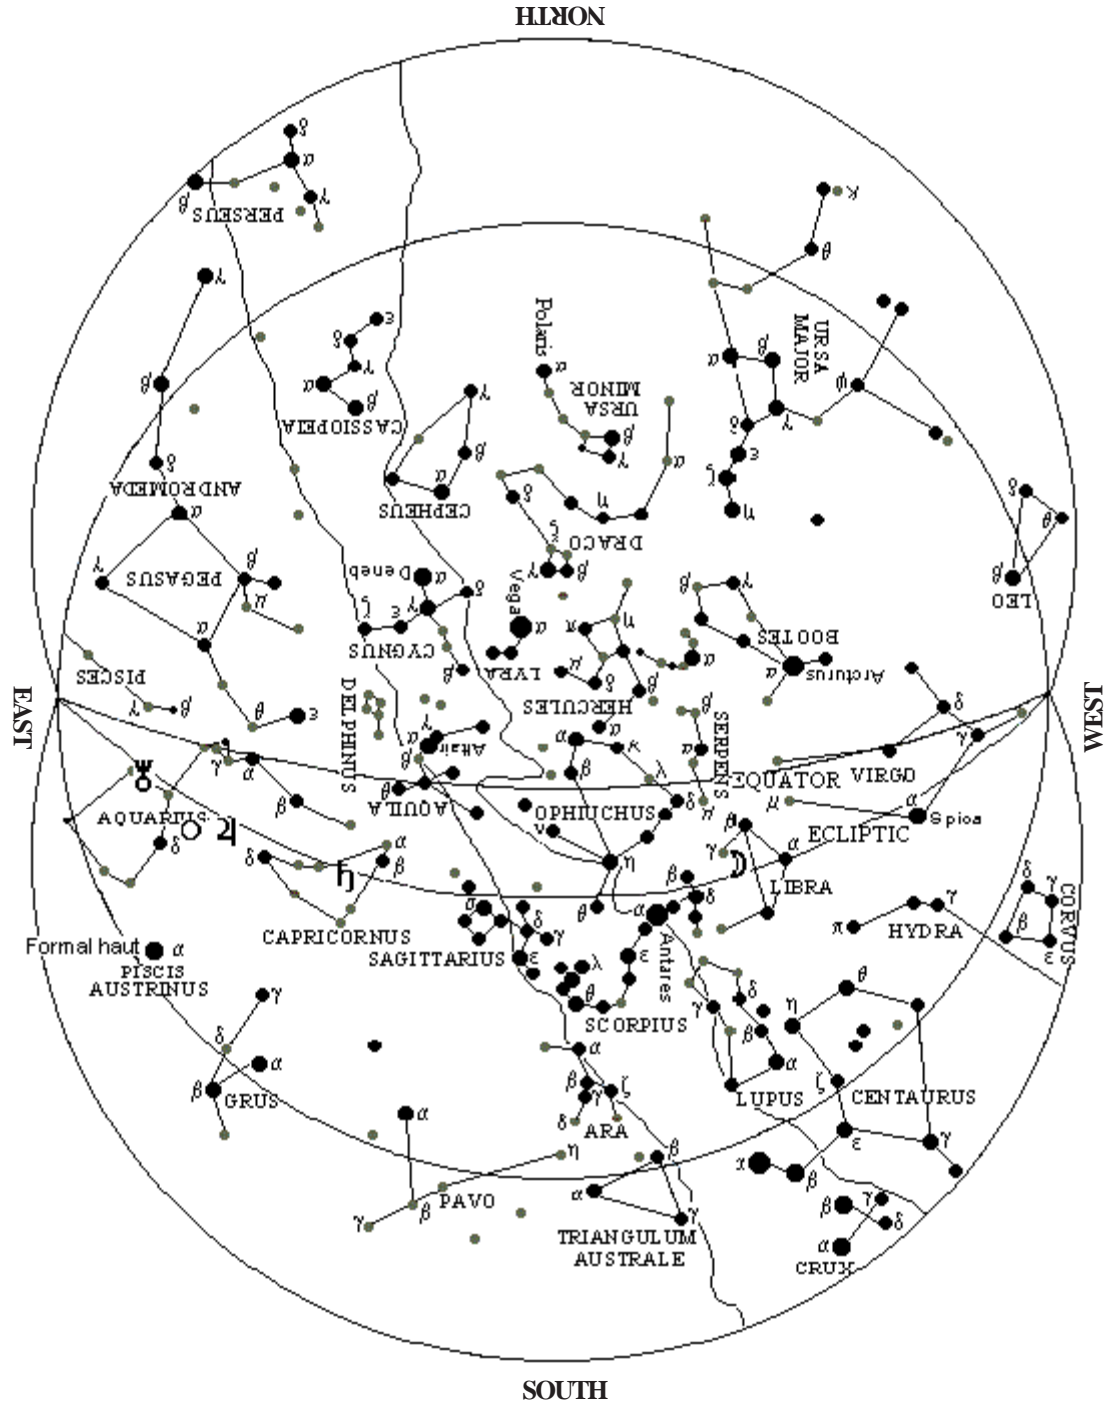 NORTH
δ
α
β
γ
PERSEUS
κ
θ
γ
ε
δ
γ
α
β
CASSIOPEIA
Polaris
α
URSA
MINOR
β
γ
α
β
URSA
MAJOR
φ
δ
γ
ε
ζ
η
β
δ
ANDROMEDA
α
γ
β
α
CEPHEUS
α
δ
η
ζ
DRACO
γ
β
δ
θ
β
LEO
γ
PEGASUS
β
μ
α
θ
ε
Deneb
α
γ
δ
ζ
ε
CYGNUS
β
Vega
α
LYRA
π
η
μ
δ
β
HERCULES
β
γ
BOOTES
α
Arcturus
α
PISCES
γ
β
EAST
WEST
DELPHINUS
γ
α
β
Altair
θ
AQUILA
α
κ
β
λ
δ
OPHIUCHUS
ν
η
θ
β
SERPENS
α
μ
EQUATOR
VIRGO
δ
γ
α
Spica
μ
ECLIPTIC
β
γ
α
LIBRA
γ
α
β
♆
♂
AQUARIUS
♃
δ
♄
δ
α
β
CAPRICORNUS
σ
δ
γ
SAGITTARIUS
ε
β
δ
α
Antares
ε
λ
θ
SCORPIUS
π
γ
HYDRA
δ
γ
β
ε
CORVUS
Formal haut
α
PISCIS
AUSTRINUS
γ
δ
α
β
GRUS
δ
γ
β
α
LUPUS
θ
η
ζ
CENTAURUS
ε
γ
α
β
α
β
γ
ζ
δ
ARA
α
η
β
γ
PAVO
β
α
γ
TRIANGULUM
AUSTRALE
γ
β
δ
α
CRUX
SOUTH